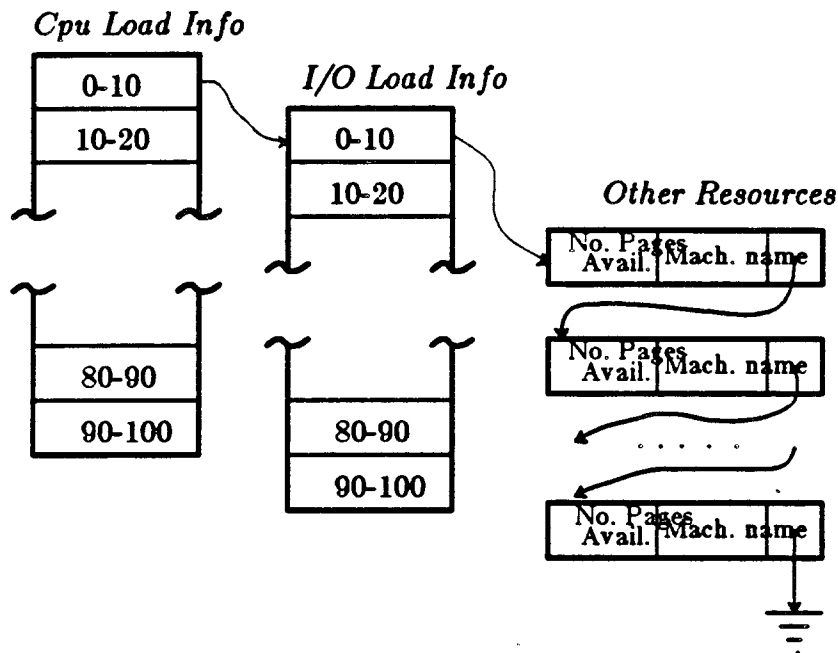 Cpu Load Info
0-10
10-20
80-90
90-100
I/O Load Info
0-10
10-20
80-90
90-100
Other Resources
No. Pages
Avail.
Mach. name
No. Pages
Avail.
Mach. name
. . . . .
No. Pages
Avail.
Mach. name